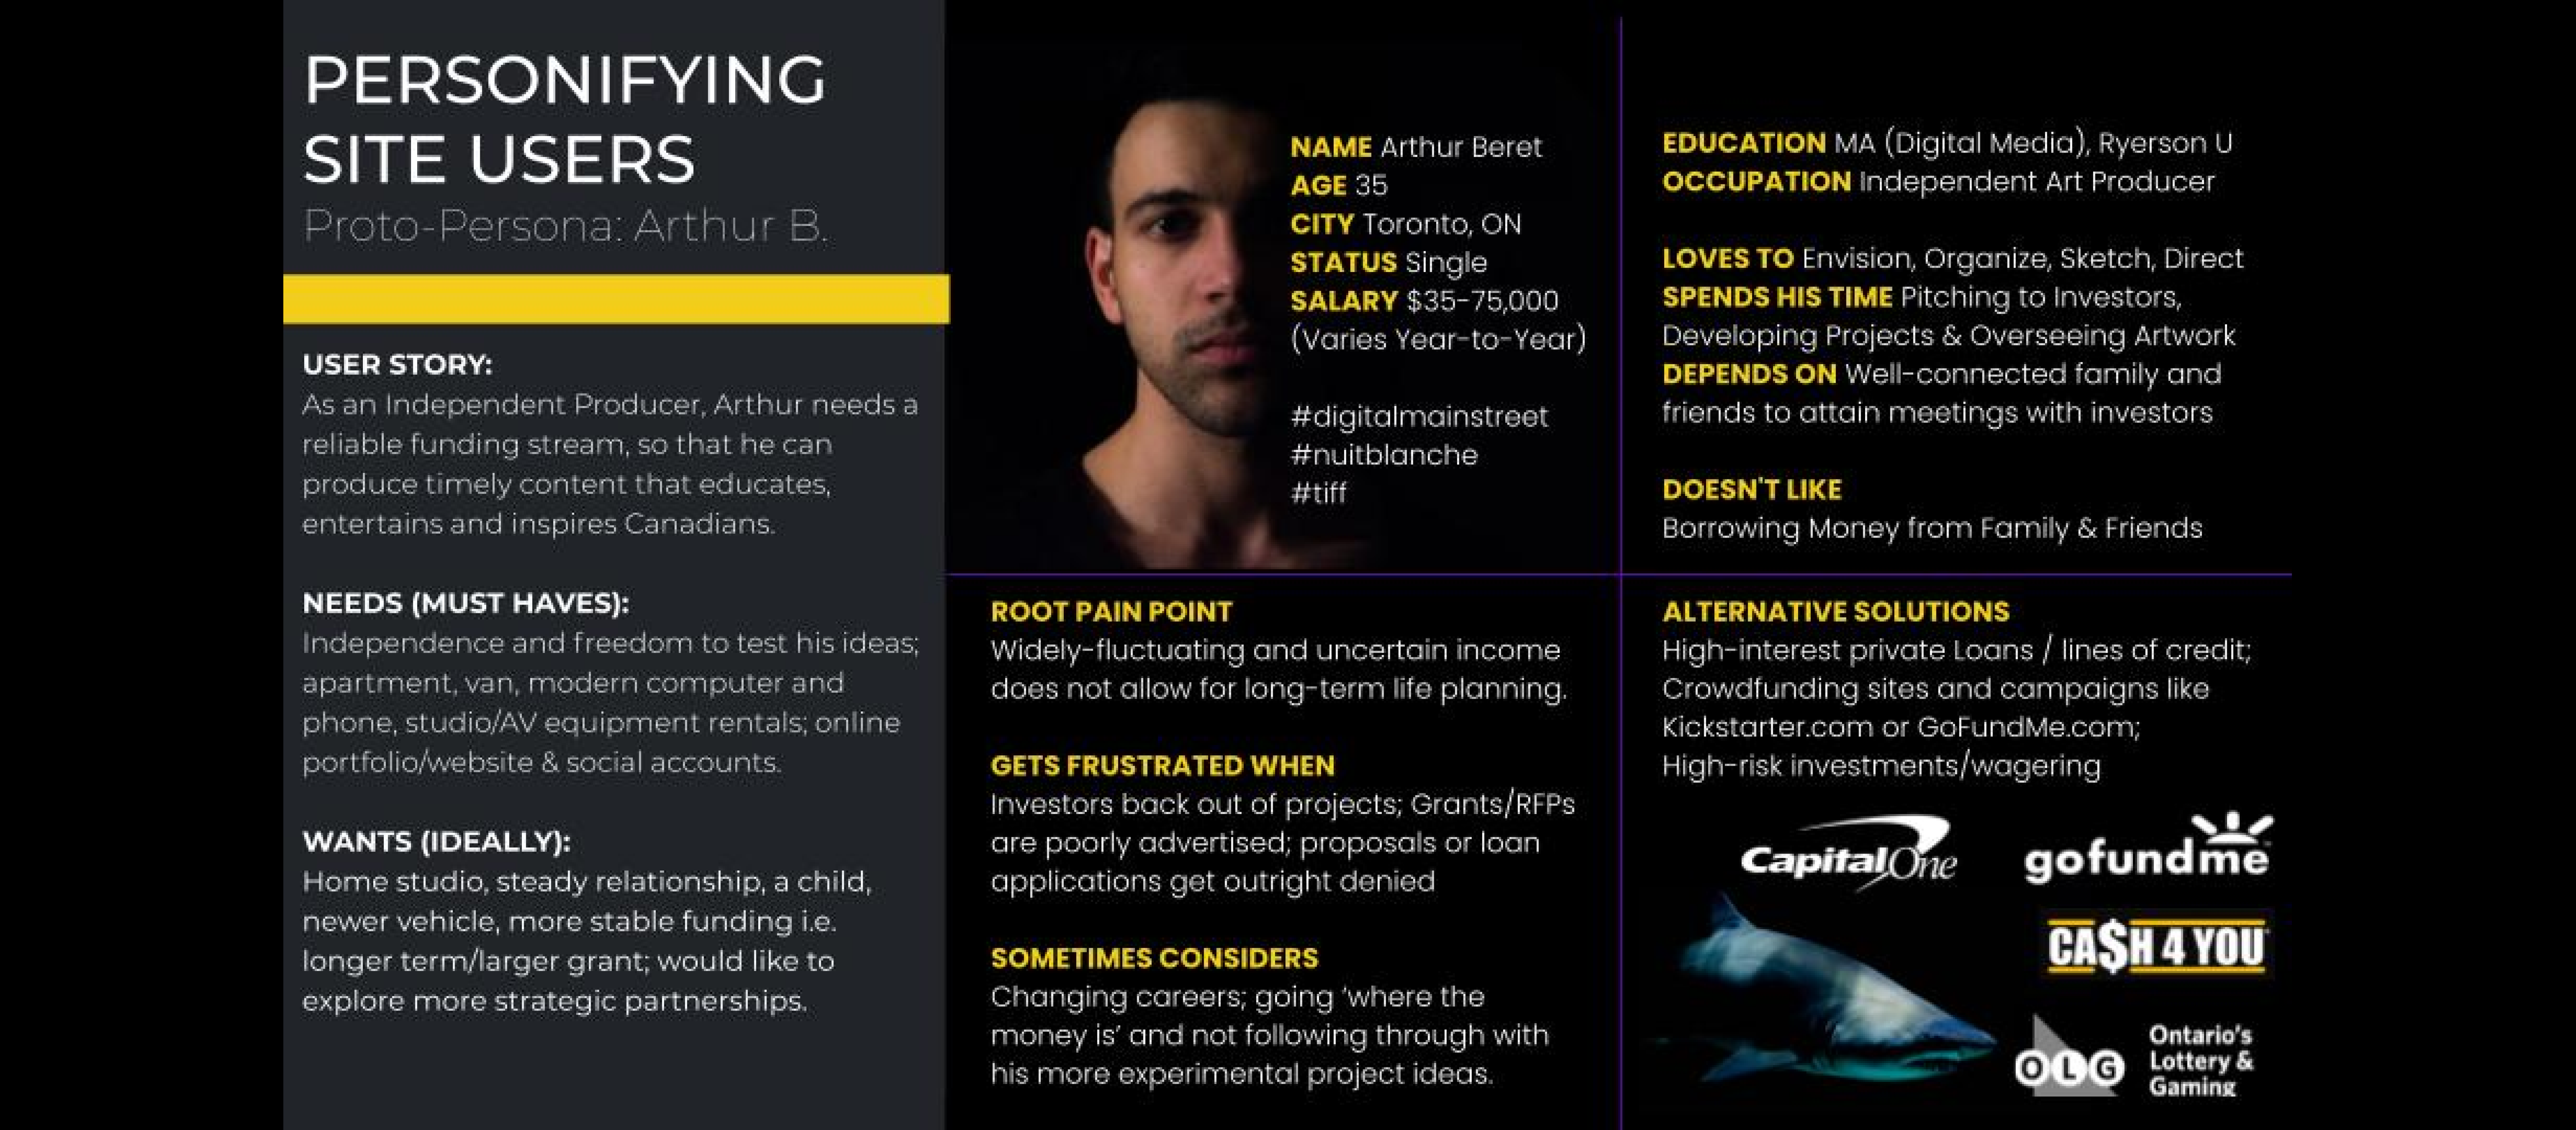 PERSONIFYING
SITE USERS
Proto-Persona: Arthur B.
USER STORY:
As an Independent Producer, Arthur needs a
reliable funding stream, so that he can
produce timely content that educates,
entertains and inspires Canadians.
NEEDS (MUST HAVES):
Independence and freedom to test his ideas;
apartment, van, modern computer and
phone, studio/AV equipment rentals; online
portfolio/website & social accounts.
WANTS (IDEALLY):
Home studio, steady relationship, a child,
newer vehicle, more stable funding i.e.
longer term/larger grant; would like to
explore more strategic partnerships.
NAME Arthur Beret
AGE 35
CITY Toronto, ON
STATUS Single
SALARY $35-75,000
(Varies Year-to-Year)
#digitalmainstreet
#nuitblanche
#tiff
EDUCATION MA (Digital Media), Ryerson U
OCCUPATION Independent Art Producer
LOVES TO Envision, Organize, Sketch, Direct
SPENDS HIS TIME Pitching to Investors,
Developing Projects & Overseeing Artwork
DEPENDS ON Well-connected family and
friends to attain meetings with investors
DOESN'T LIKE
Borrowing Money from Family & Friends
ROOT PAIN POINT
Widely-fluctuating and uncertain income
does not allow for long-term life planning.
GETS FRUSTRATED WHEN
Investors back out of projects; Grants/RFPs
are poorly advertised; proposals or loan
applications get outright denied
SOMETIMES CONSIDERS
Changing careers; going ‘where the
money is’ and not following through with
his more experimental project ideas.
ALTERNATIVE SOLUTIONS
High-interest private Loans / lines of credit;
Crowdfunding sites and campaigns like
Kickstarter.com or GoFundMe.com;
High-risk investments/wagering
Capital One
gofundme
CA$H 4 YOU
OLG
Ontario's
Lottery &
Gaming